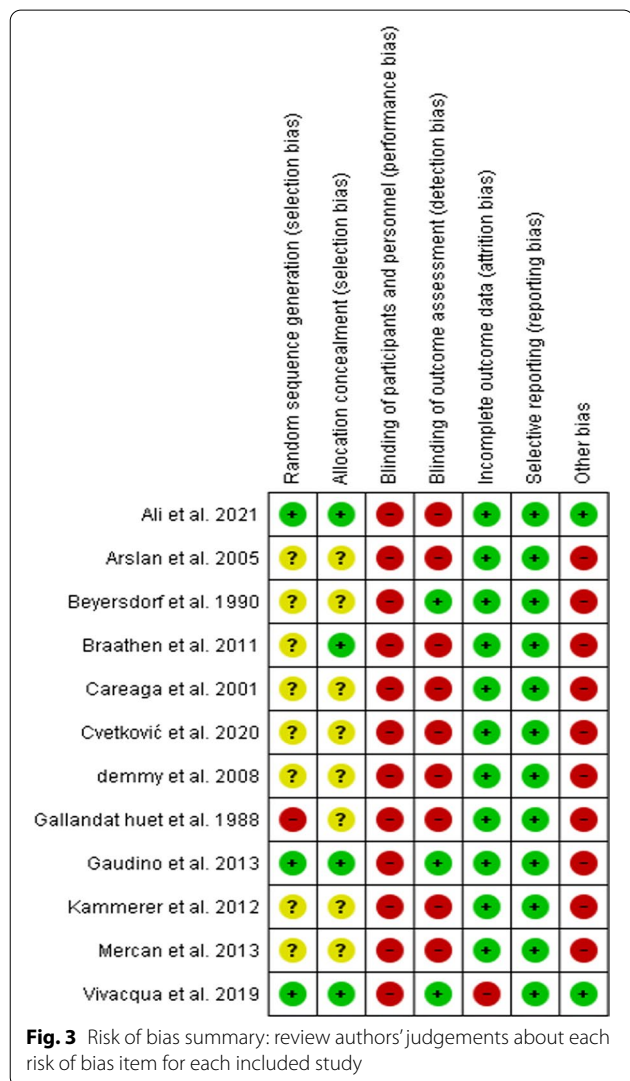 Random sequence generation (selection bias)
Allocation concealment (selection bias)
Blinding of participants and personnel (performance bias)
Blinding of outcome assessment (detection bias)
Incomplete outcome data (attrition bias)
Selective reporting (reporting bias)
Other bias
Ali et al. 2021 + + - - + + +
Arslan et al. 2005 ? ? - - + + -
Beyersdorf et al. 1990 ? ? - + + + -
Braathen et al. 2011 ? + - - + + -
Careaga et al. 2001 ? ? - - + + -
Cvetković et al. 2020 ? ? - - + + -
demmy et al. 2008 ? ? - - + + -
Gallandat huet et al. 1988 - ? - - + + -
Gaudino et al. 2013 + + - + + + -
Kammerer et al. 2012 ? ? - - + + -
Mercan et al. 2013 ? ? - - + + -
Vivacqua et al. 2019 + + - + - + +
Fig. 3 Risk of bias summary: review authors' judgements about each
risk of bias item for each included study